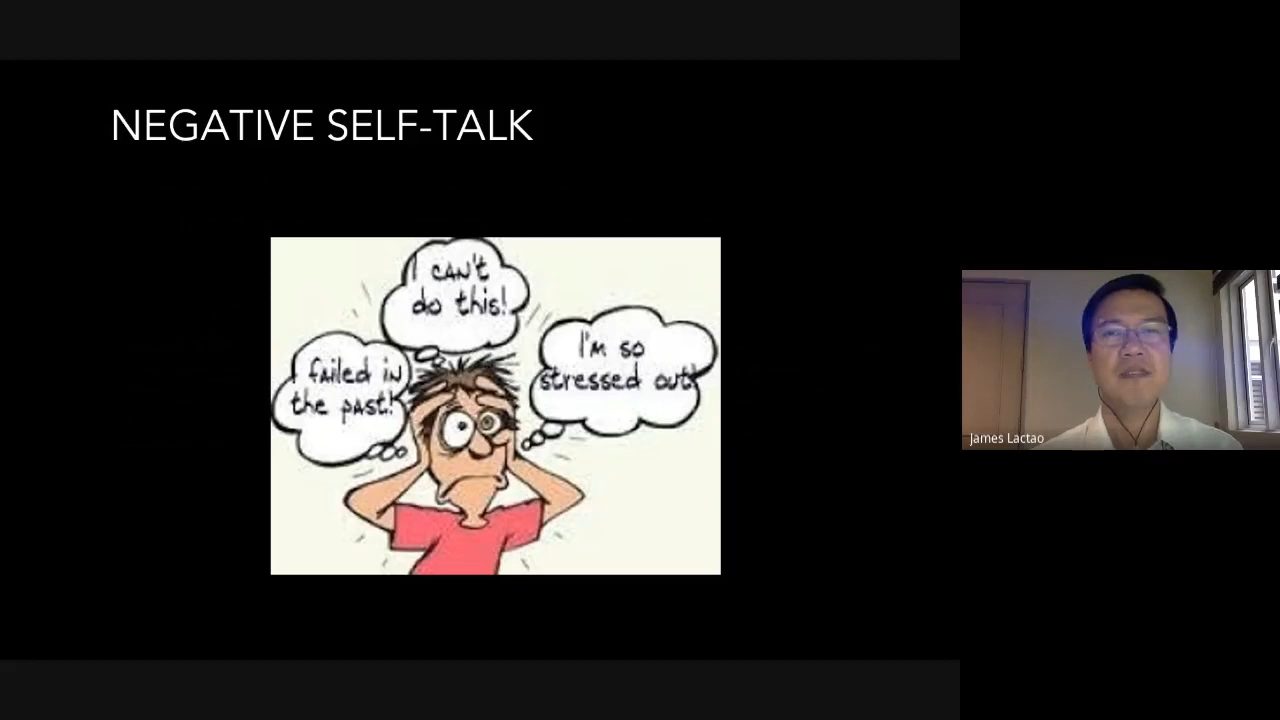 NEGATIVE SELF-TALK
I CAN'T
do this!
I failed in
the past!
I'm so
stressed out!
James Lactao